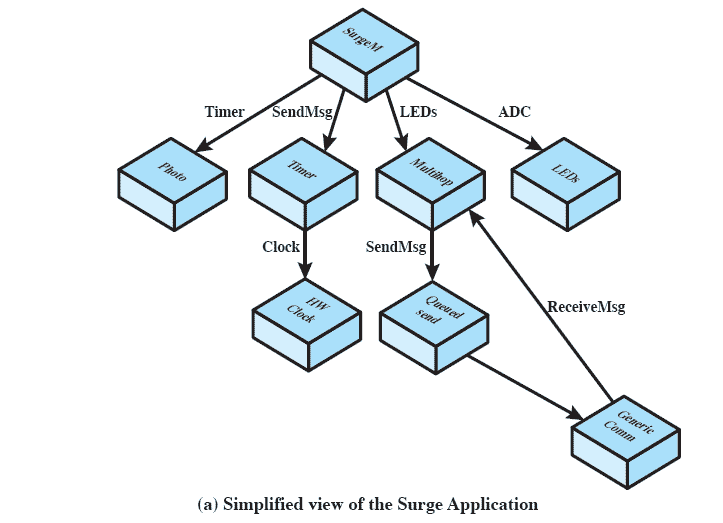 SurgeM
Timer
SendMsg
LEDs
ADC
Photo
Timer
Multihop
LEDs
Clock
SendMsg
HW
Clock
Queued
send
ReceiveMsg
Generic
Comm
(a) Simplified view of the Surge Application